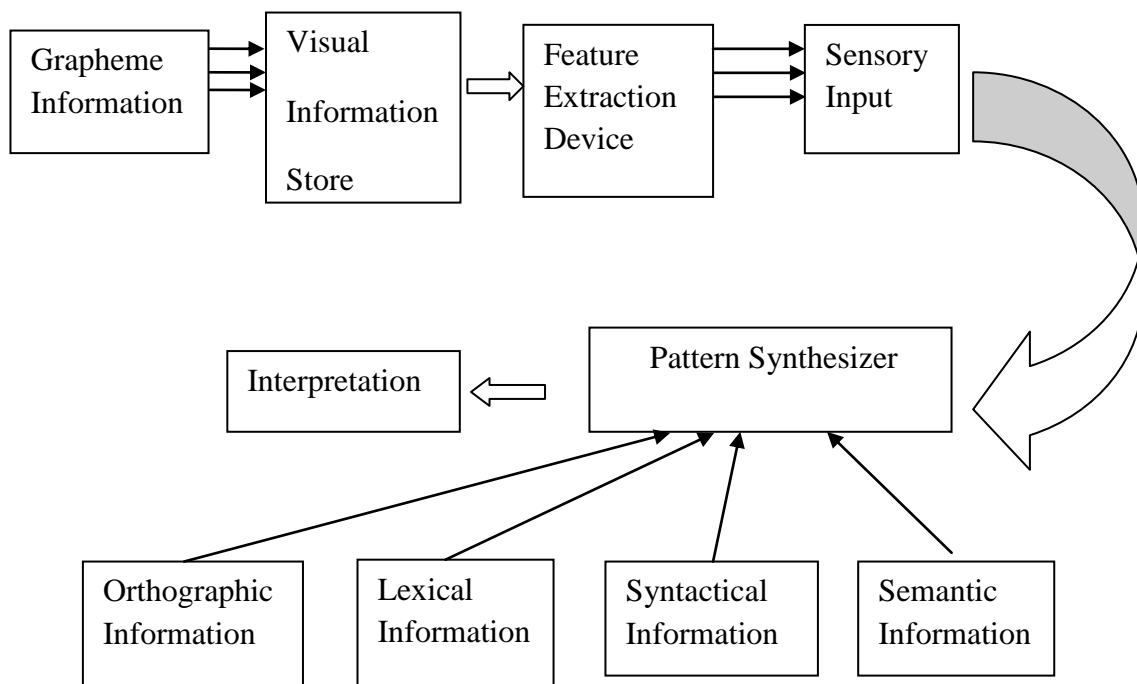 Grapheme
Information
Visual
Information
Store
Feature
Extraction
Device
Sensory
Input
Pattern Synthesizer
Interpretation
Orthographic
Information
Lexical
Information
Syntactical
Information
Semantic
Information